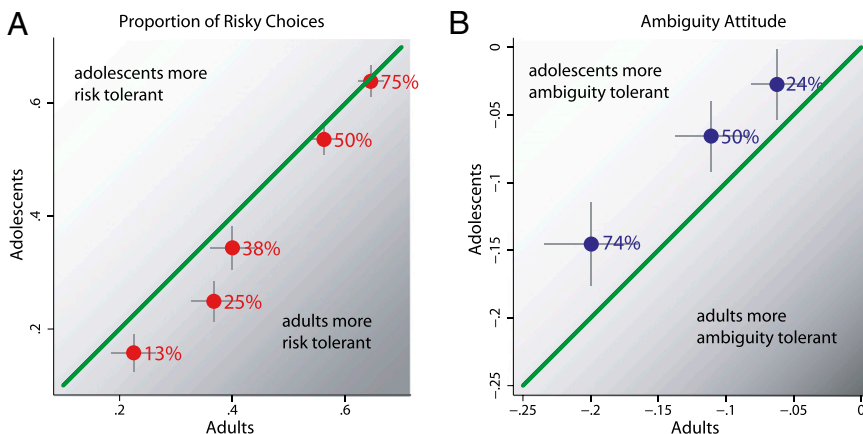 A
Proportion of Risky Choices
adolescents more
risk tolerant
75%
50%
38%
25%
13%
adults more
risk tolerant
Adolescents
.6
.4
.2
.2
.4
.6
Adults
B
Ambiguity Attitude
adolescents more
ambiguity tolerant
24%
50%
74%
adults more
ambiguity tolerant
Adolescents
0
-.05
-.1
-.15
-.2
-.25
-.25
-.2
-.15
-.1
-.05
0
Adults